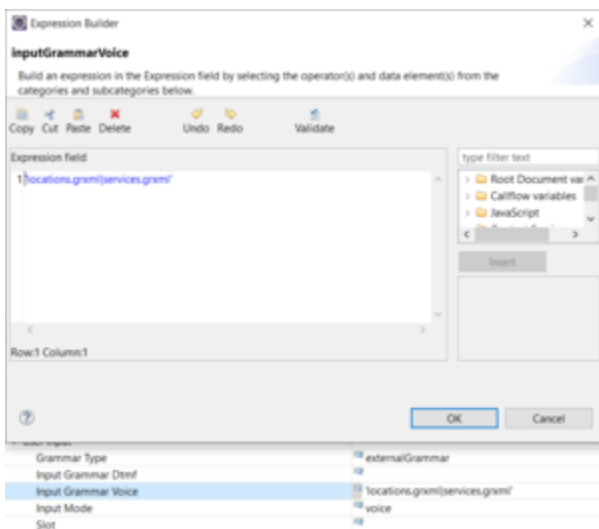 Expression Builder
inputGrammarVoice
Build an expression in the Expression field by selecting the operator(s) and data element(s) from the
categories and subcategories below.
Copy Cut Paste Delete Undo Redo Validate
Expression field
type filter text
1 'locations.grxml|services.grxml'
> Root Document var
> Callflow variables
> JavaScript
Insert
Row:1 Column:1
OK Cancel
User Input
Grammar Type externalGrammar
Input Grammar Dtmf
Input Grammar Voice 'locations.grxml|services.grxml'
Input Mode voice
Slot